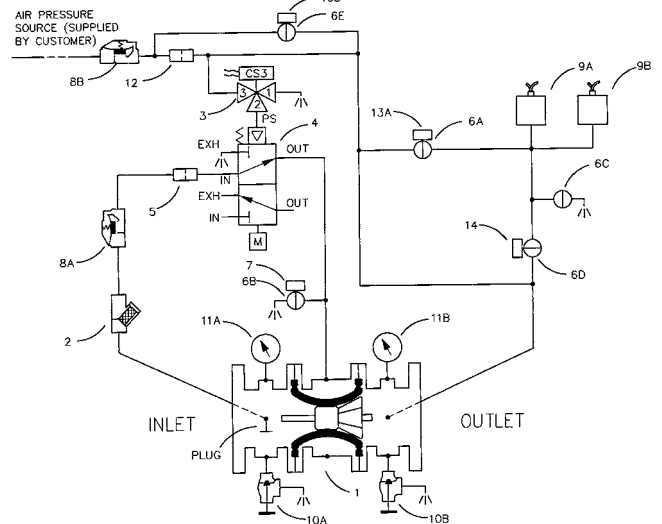 6E
AIR PRESSURE
SOURCE (SUPPLIED
BY CUSTOMER)
8B
12
CS3
3
3
1
2
PS
4
9A
9B
13A
6A
EXH
OUT
IN
EXH
OUT
IN
M
5
6C
14
6D
8A
7
6B
2
11A
11B
INLET
OUTLET
PLUG
1
10A
10B